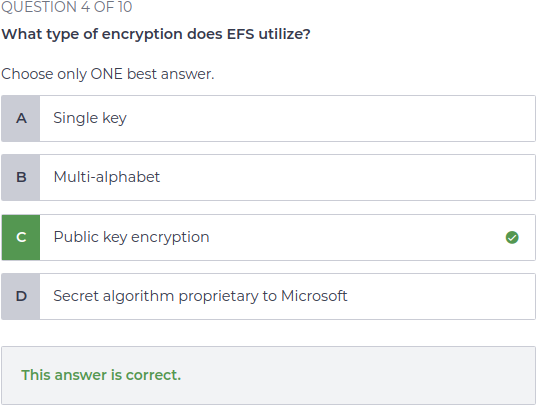 QUESTION 4 OF 10
What type of encryption does EFS utilize?
Choose only ONE best answer.
A Single key
B Multi-alphabet
C Public key encryption
D Secret algorithm proprietary to Microsoft
This answer is correct.